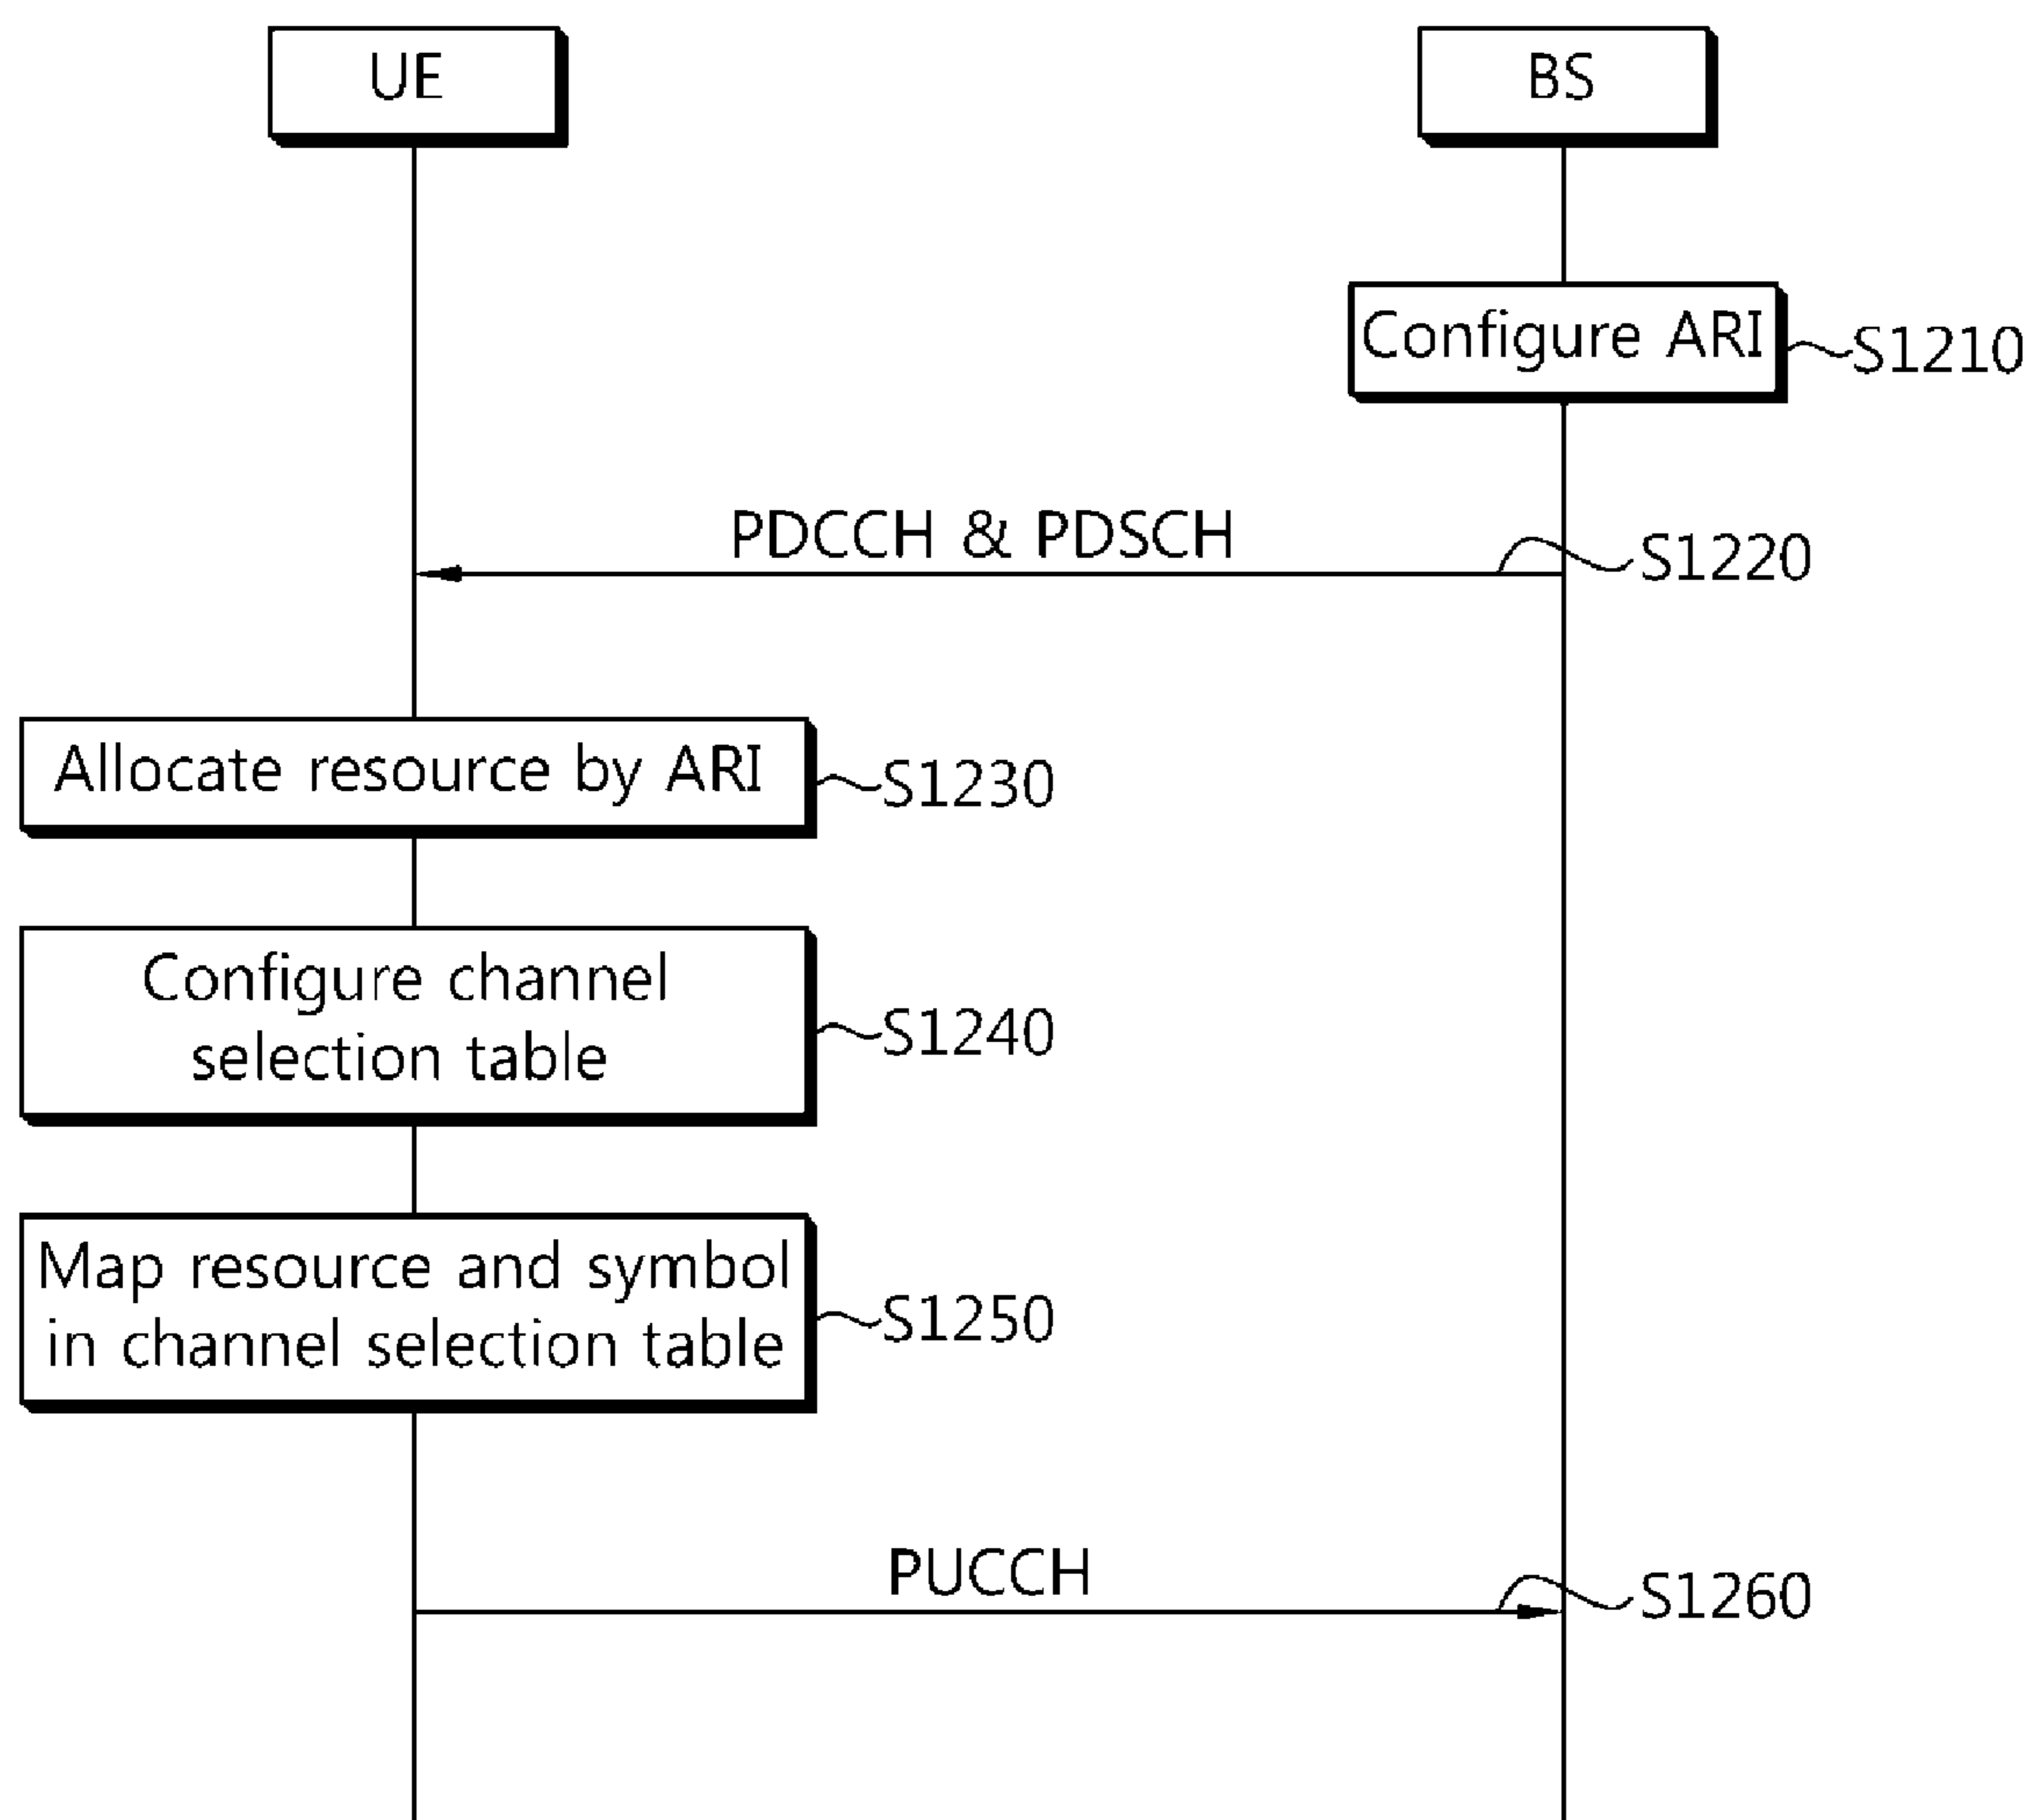 UE
BS
Configure ARI
S1210
PDCCH & PDSCH
S1220
Allocate resource by ARI
S1230
Configure channel
selection table
S1240
Map resource and symbol
in channel selection table
S1250
PUCCH
S1260